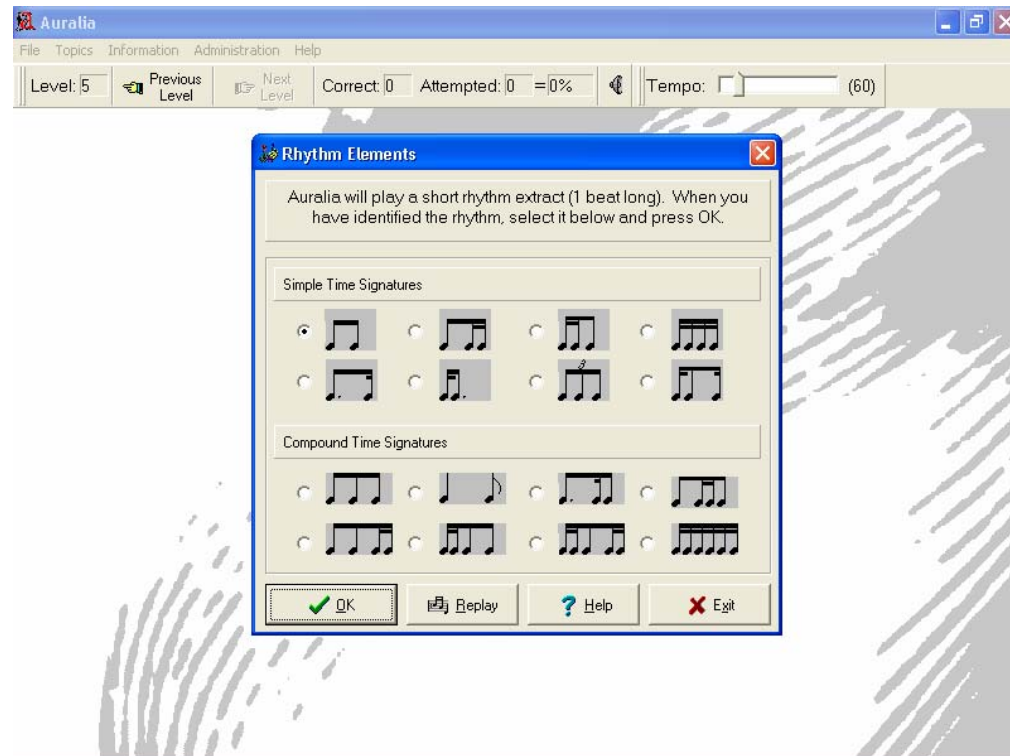 Auralia
File Topics Information Administration Help
Level: 5 Previous Level Next Level Correct: 0 Attempted: 0 = 0% Tempo: (60)
Rhythm Elements
Auralia will play a short rhythm extract (1 beat long). When you
have identified the rhythm, select it below and press OK.
Simple Time Signatures
3
Compound Time Signatures
OK Replay Help Exit